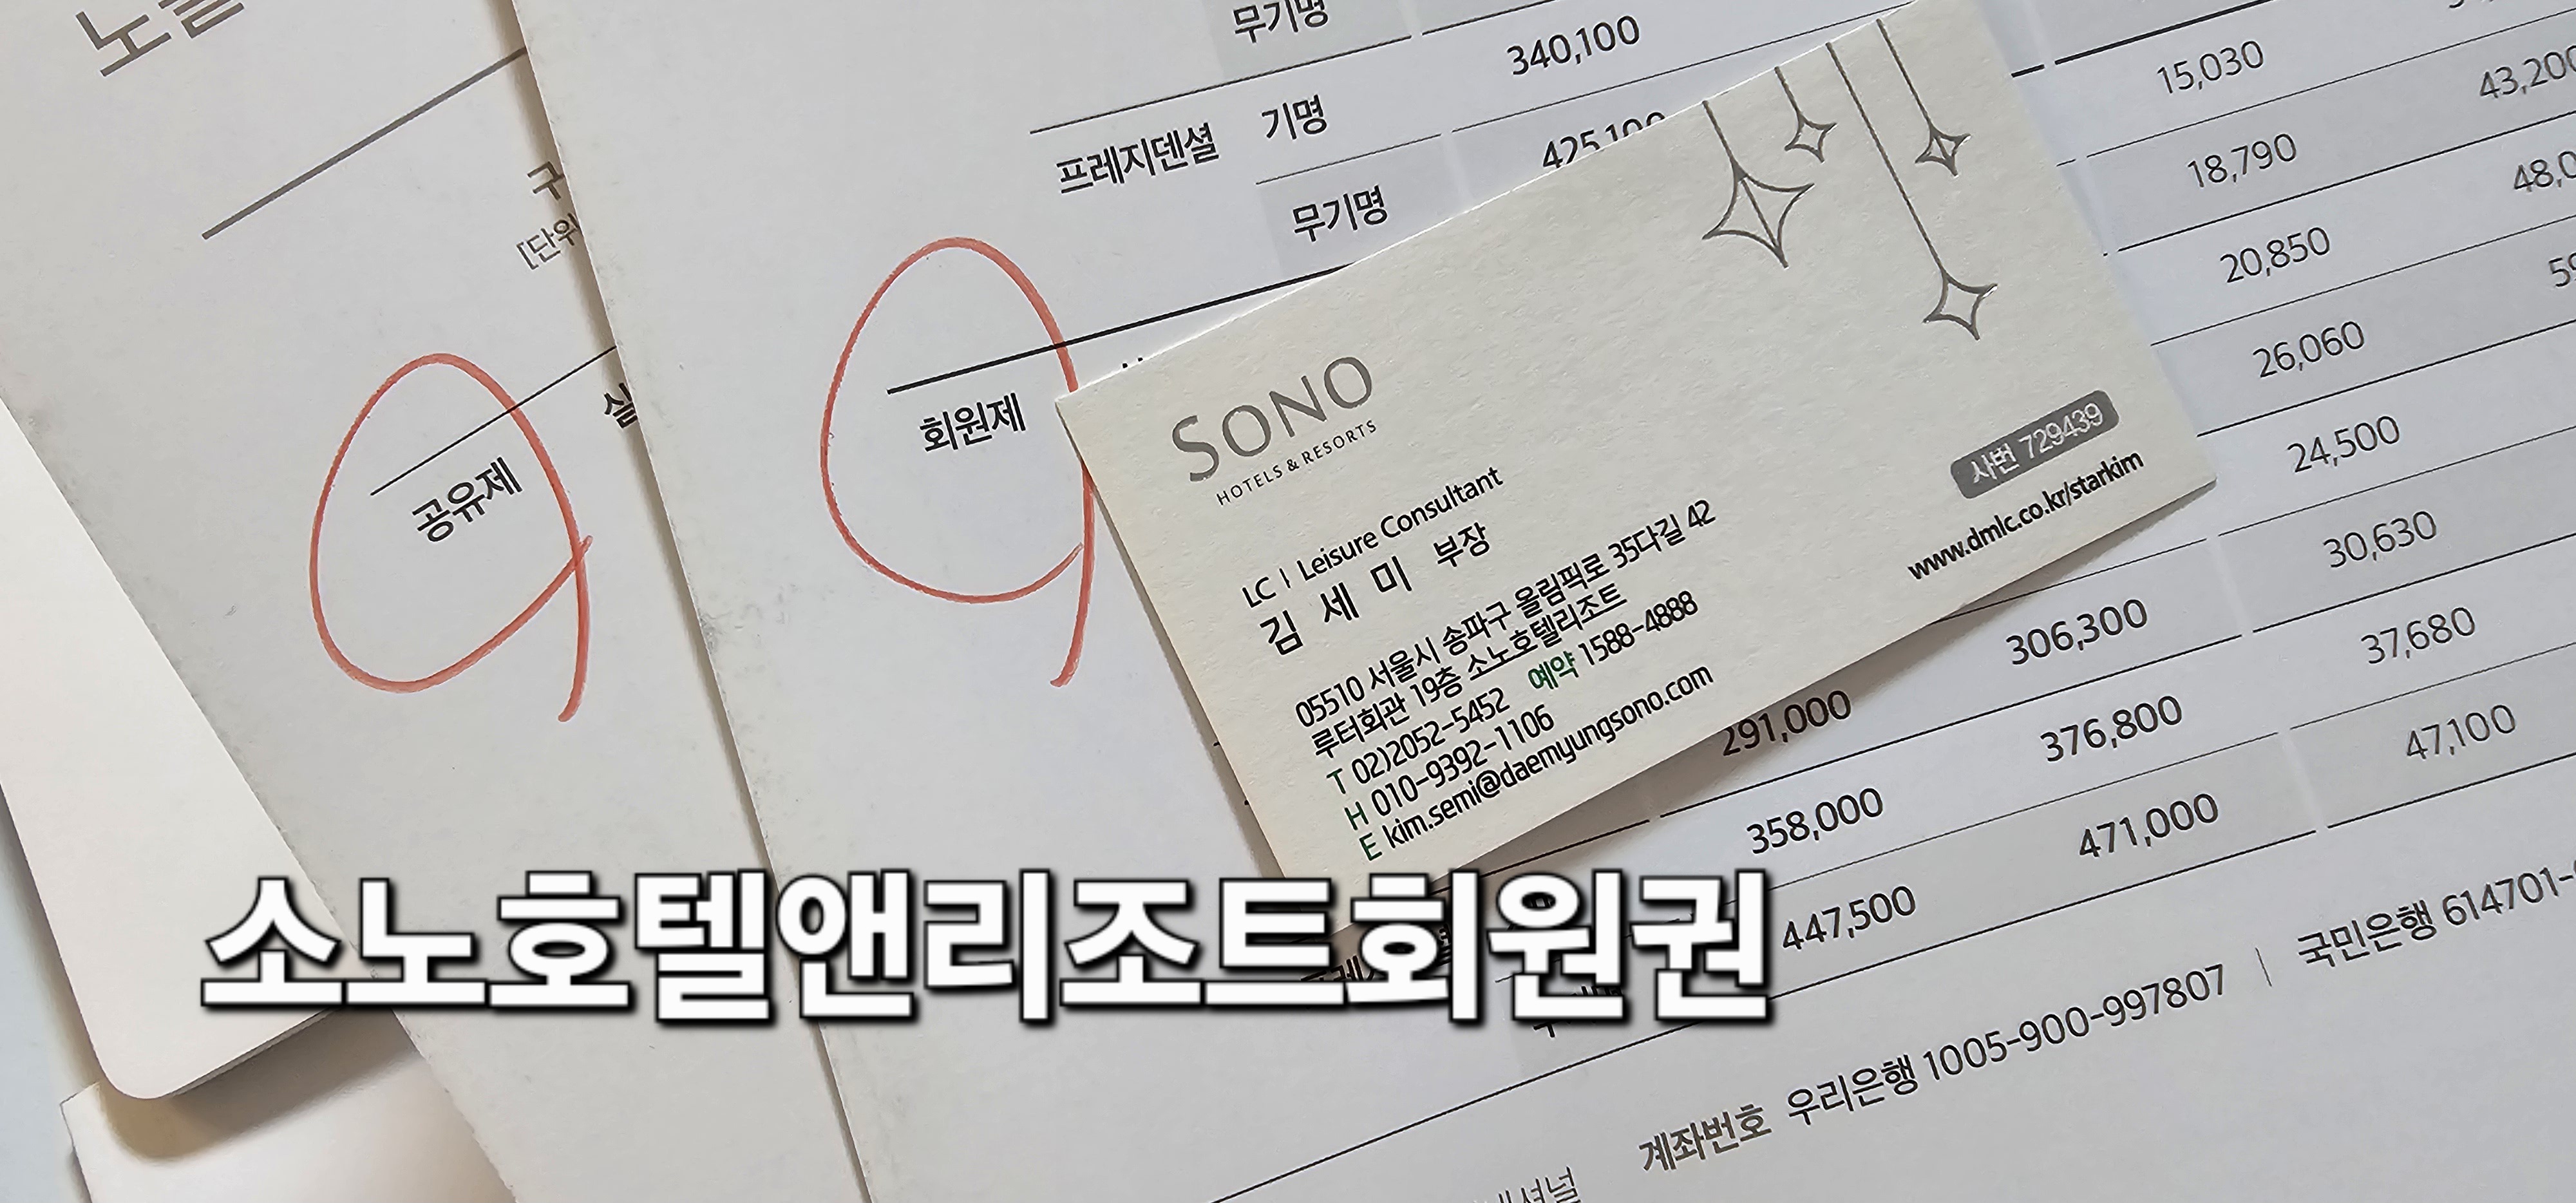 무기명
340,100
프레지덴셜 기명
425,100
무기명
15,030
43,200
18,790
20,850
26,060
24,500
30,630
306,300
37,680
291,000
376,800
47,100
358,000
471,000
447,500
회원제
공유제
SONO
HOTELS & RESORTS
LC | Leisure Consultant
김 세 미 부장
05510 서울시 송파구 올림픽로 35다길 42
루터회관 19층 소노호텔리조트
T 02)2052-5452 예약 1588-4888
H 010-9392-1106
E kim.semi@daemyungsono.com
사번 729439
www.dmlc.co.kr/starkim
소노호텔앤리조트회원권
계좌번호 우리은행 1005-900-997807 | 국민은행 614701-